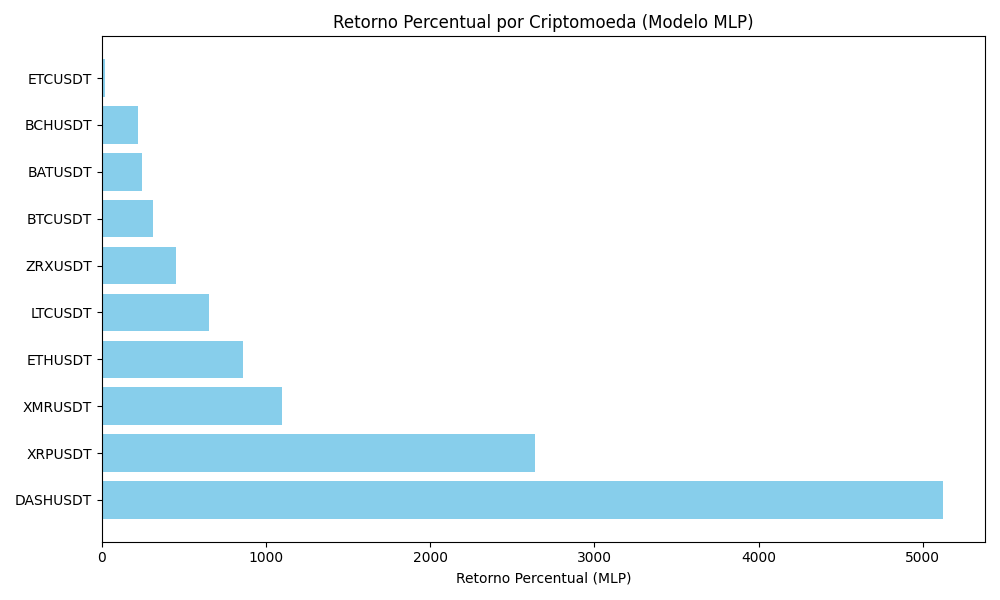 Retorno Percentual por Criptomoeda (Modelo MLP)
ETCUSDT
BCHUSDT
BATUSDT
BTCUSDT
ZRXUSDT
LTCUSDT
ETHUSDT
XMRUSDT
XRPUSDT
DASHUSDT
0 1000 2000 3000 4000 5000
Retorno Percentual (MLP)